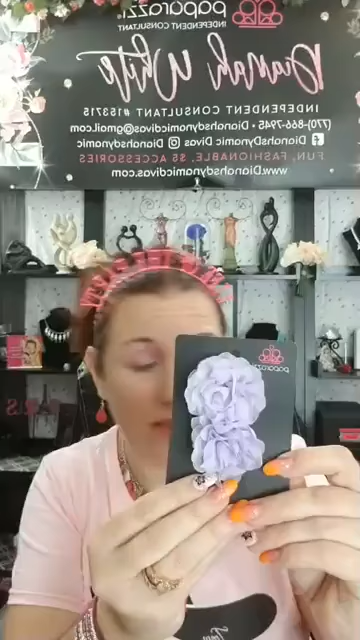 paparazzi
INDEPENDENT CONSULTANT
Dianah White
INDEPENDENT CONSULTANT #153715
(770)-866-7945 • Dianahsdynamicdivas@gmail.com
DianahsDynamic Divas Dianahsdynamic
FUN, FASHIONABLE, $5 ACCESSORIES
www.Dianahsdynamicdivas.com
paparazzi